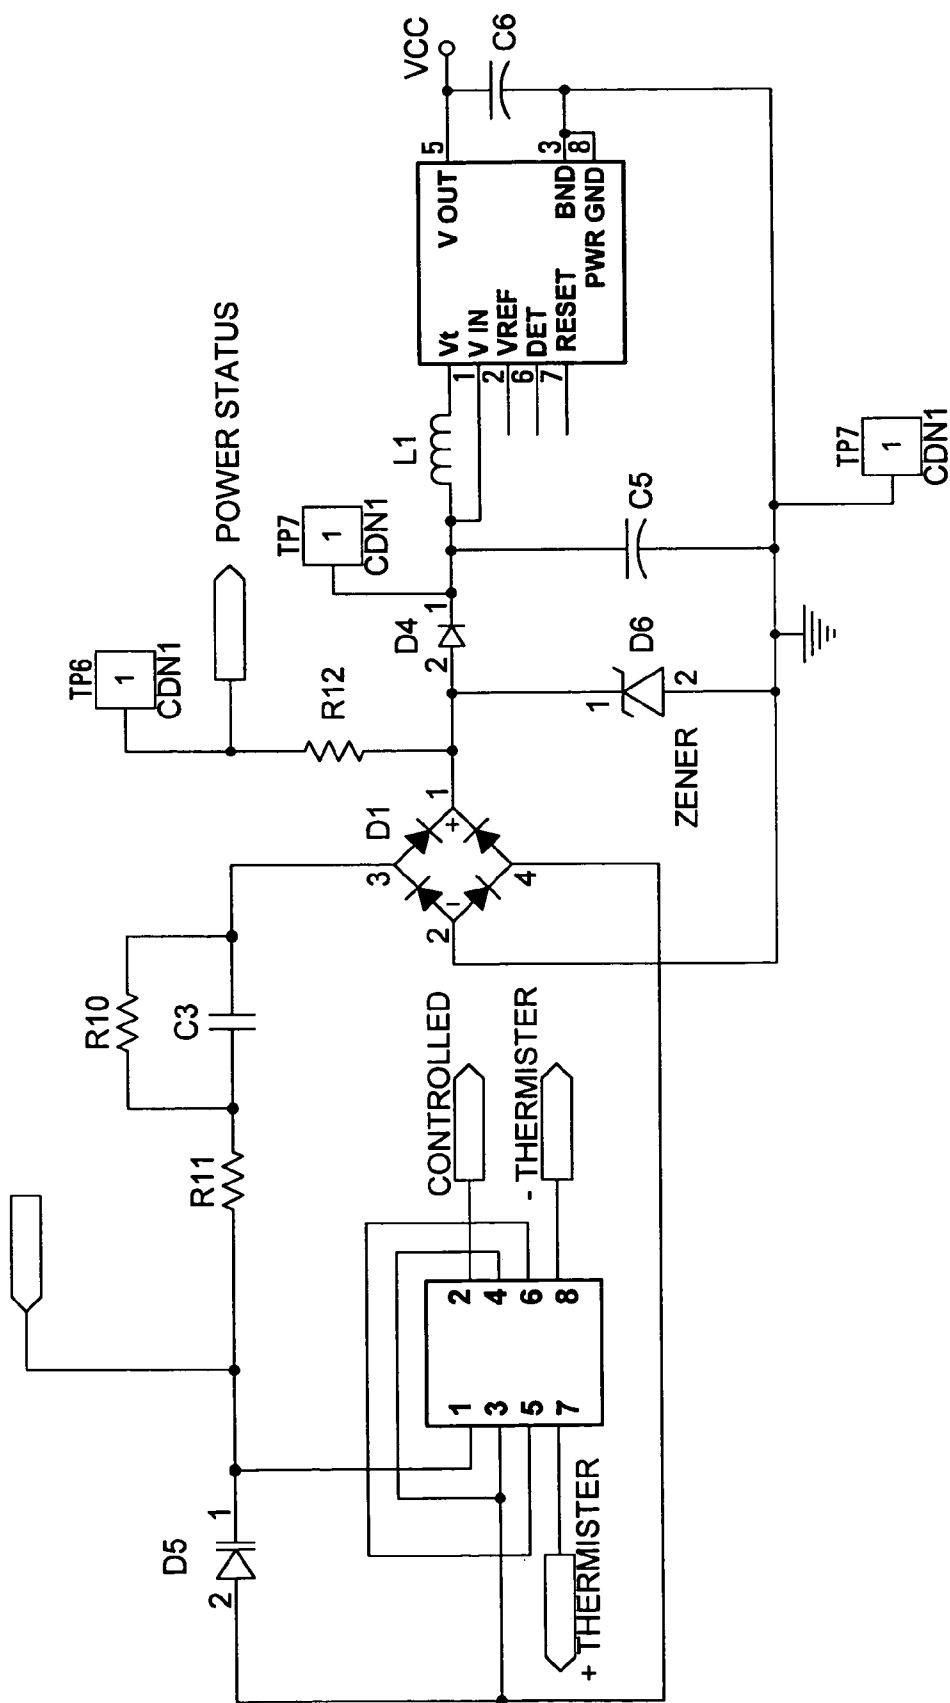 D5
2
1
R11
R10
C3
3
D1
+
-
1
2
4
TP6
1
CDN1
POWER STATUS
R12
D4
2
1
TP7
1
CDN1
L1
1
2
6
7
Vt
V IN
VREF
DET
RESET
V OUT
BND
PWR GND
5
3
8
VCC
C6
1
D6
2
ZENER
C5
TP7
1
CDN1
1
3
5
7
2
4
6
8
CONTROLLED
- THERMISTER
+ THERMISTER